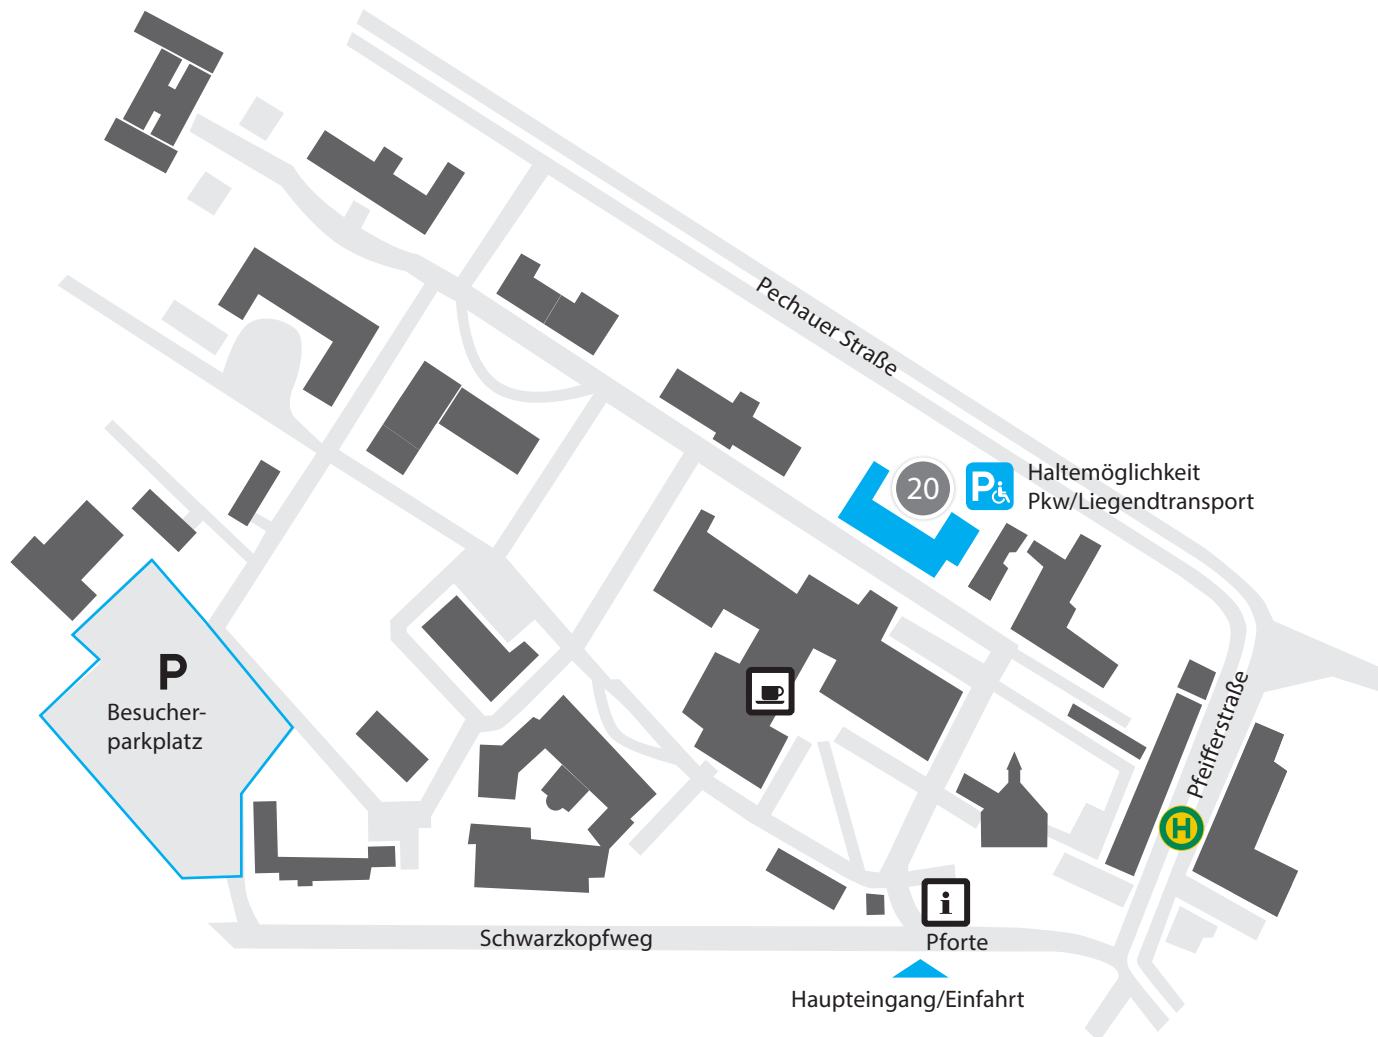 Pechauer Straße
20
P
Haltemöglichkeit
Pkw/Liegendtransport
P
Besucher-
parkplatz
Pfeifferstraße
H
i
Schwarzkopfweg
Pforte
Haupteingang/Einfahrt